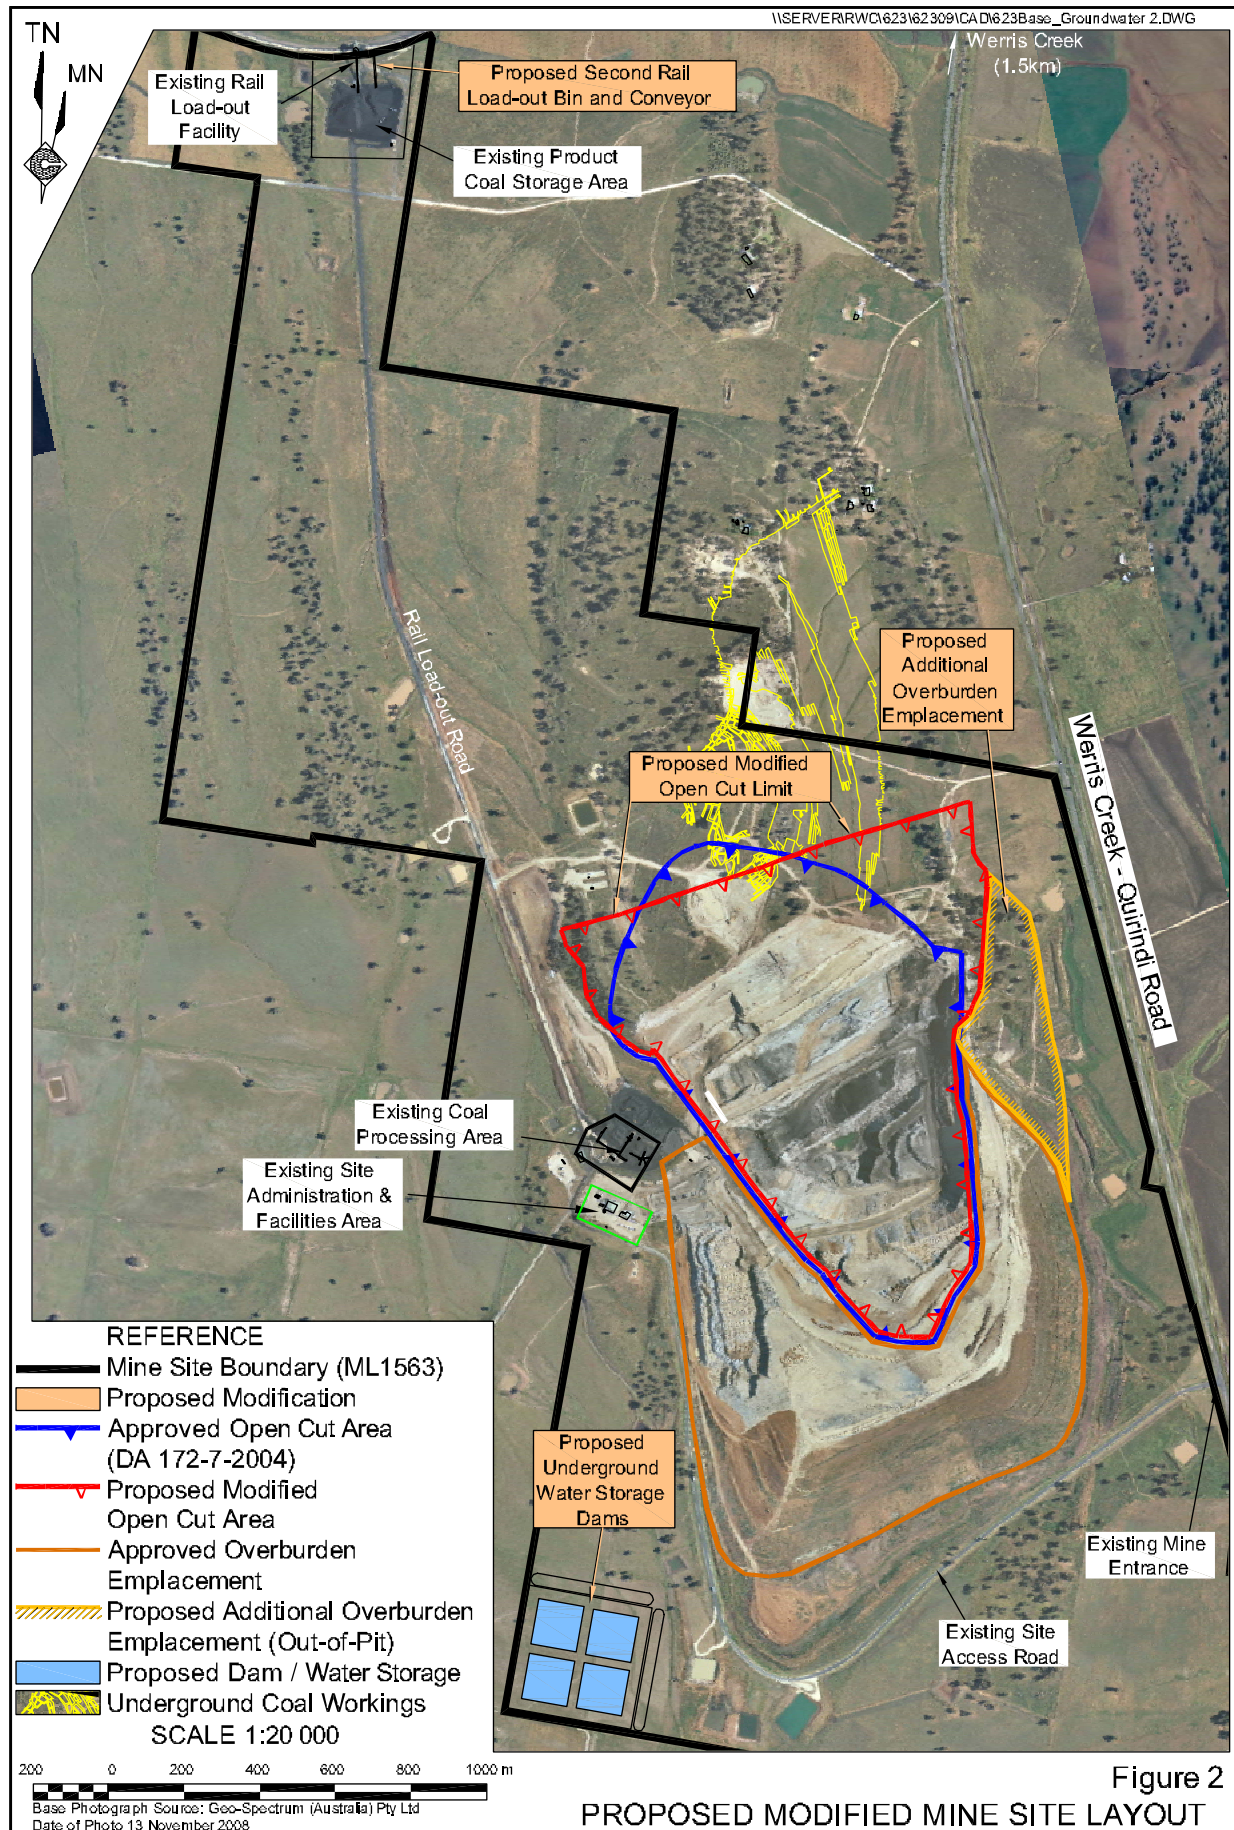 \\SERVER\RWC\623\62309\CAD\623Base_Groundwater 2.DWG
TN
MN
Werris Creek
(1.5km)
Existing Rail
Load-out
Facility
Proposed Second Rail
Load-out Bin and Conveyor
Existing Product
Coal Storage Area
Rail Load-out Road
Proposed
Additional
Overburden
Emplacement
Proposed Modified
Open Cut Limit
Werris Creek - Quirindi Road
Existing Coal
Processing Area
Existing Site
Administration &
Facilities Area
Proposed
Underground
Water Storage
Dams
Existing Mine
Entrance
Existing Site
Access Road
REFERENCE
Mine Site Boundary (ML1563)
Proposed Modification
Approved Open Cut Area
(DA 172-7-2004)
Proposed Modified
Open Cut Area
Approved Overburden
Emplacement
Proposed Additional Overburden
Emplacement (Out-of-Pit)
Proposed Dam / Water Storage
Underground Coal Workings
SCALE 1:20 000
200 0 200 400 600 800 1000 m
Base Photograph Source: Geo-Spectrum (Australia) Pty Ltd
Date of Photo 13 November 2008
Figure 2
PROPOSED MODIFIED MINE SITE LAYOUT